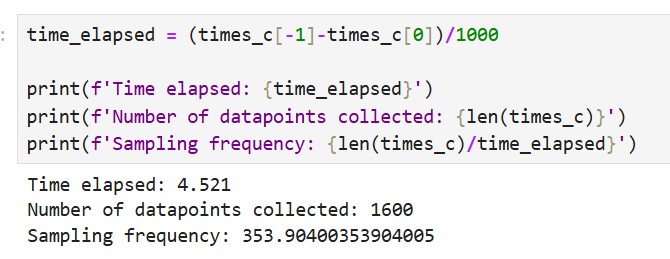 :
time_elapsed = (times_c[-1]-times_c[0])/1000
print(f'Time elapsed: {time_elapsed}')
print(f'Number of datapoints collected: {len(times_c)}')
print(f'Sampling frequency: {len(times_c)/time_elapsed}')
Time elapsed: 4.521
Number of datapoints collected: 1600
Sampling frequency: 353.90400353904005